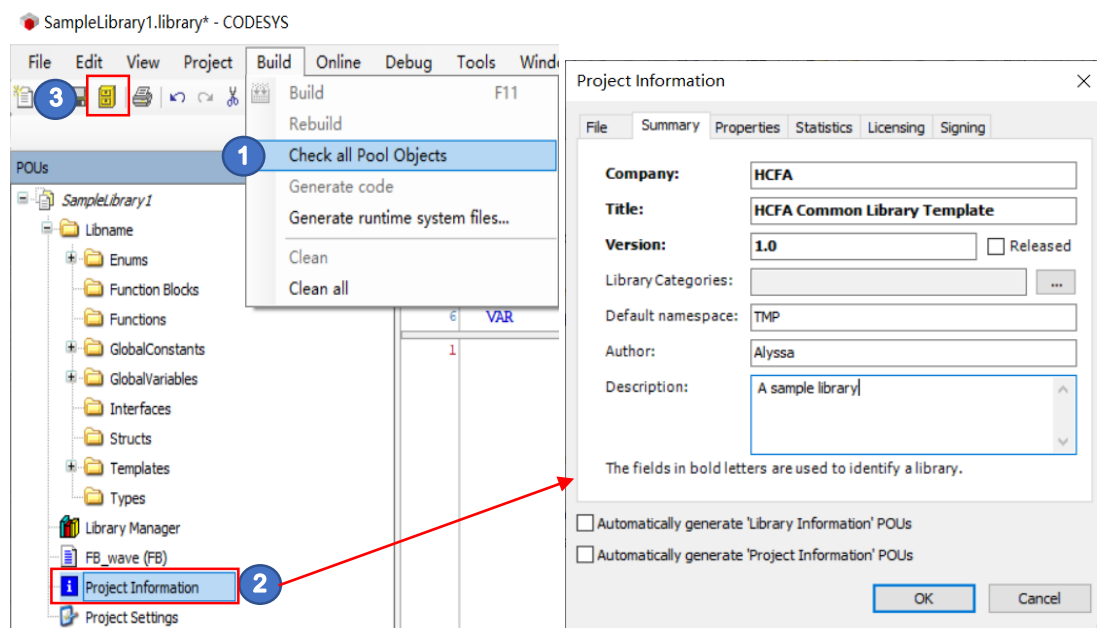 SampleLibrary1.library* - CODESYS
File Edit View Project Build Online Debug Tools
3
Build F11
Rebuild
1
Check all Pool Objects
Generate code
Generate runtime system files...
Clean
Clean all
POUs
SampleLibrary1
Libname
Enums
Function Blocks
Functions
GlobalConstants
GlobalVariables
Interfaces
Structs
Templates
Types
Library Manager
FB_wave (FB)
Project Information
2
Project Settings
6 VAR
1
Project Information
File Summary Properties Statistics Licensing Signing
Company: HCFA
Title: HCFA Common Library Template
Version: 1.0 Released
Library Categories: ...
Default namespace: TMP
Author: Alyssa
Description: A sample library
The fields in bold letters are used to identify a library.
Automatically generate 'Library Information' POUs
Automatically generate 'Project Information' POUs
OK Cancel